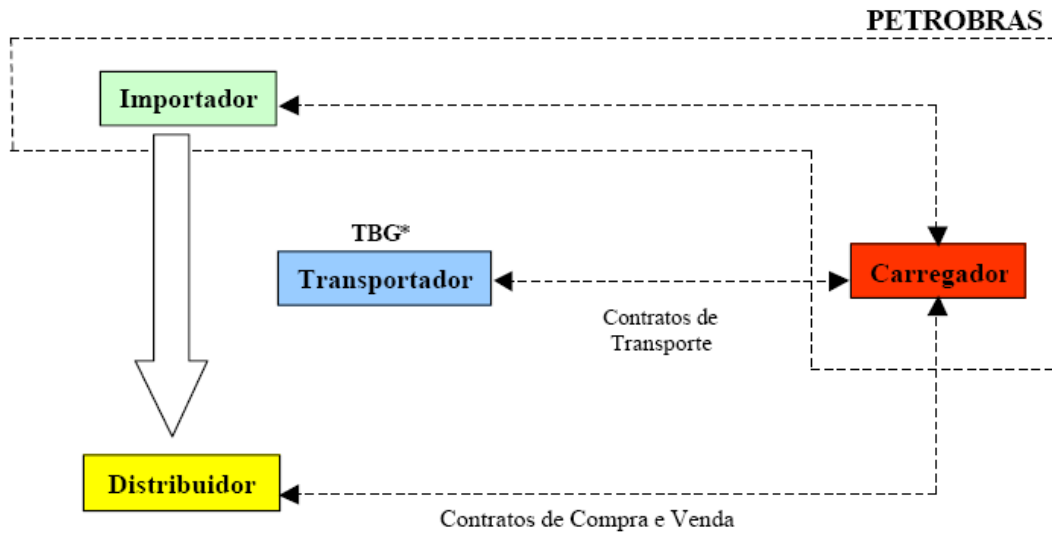 PETROBRAS
Importador
TBG*
Transportador
Carregador
Contratos de
Transporte
Distribuidor
Contratos de Compra e Venda